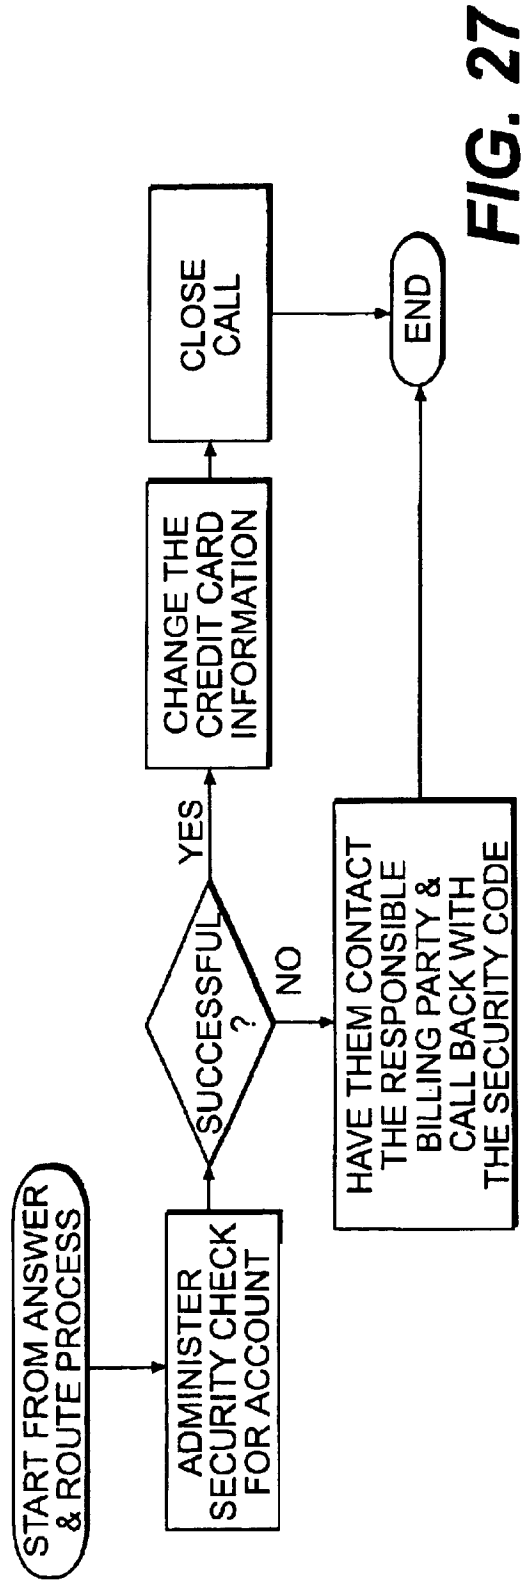 START FROM ANSWER
& ROUTE PROCESS
ADMINISTER
SECURITY CHECK
FOR ACCOUNT
SUCCESSFUL
?
YES
NO
CHANGE THE
CREDIT CARD
INFORMATION
CLOSE
CALL
HAVE THEM CONTACT
THE RESPONSIBLE
BILLING PARTY &
CALL BACK WITH
THE SECURITY CODE
END
FIG. 27